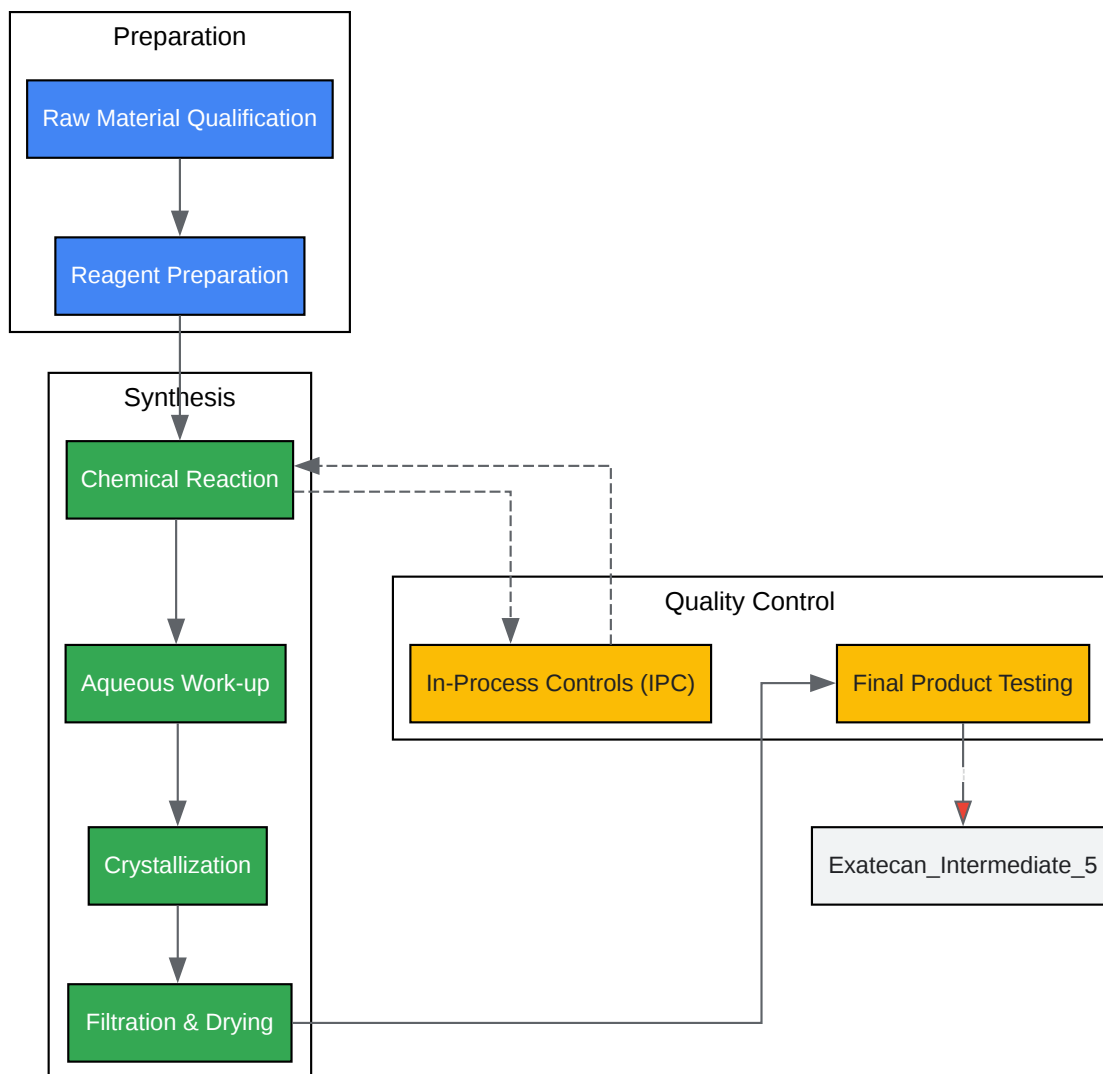 Preparation
Raw Material Qualification
Reagent Preparation
Synthesis
Chemical Reaction
Quality Control
Aqueous Work-up
In-Process Controls (IPC)
Final Product Testing
Crystallization
Exatecan_Intermediate_5
Filtration & Drying